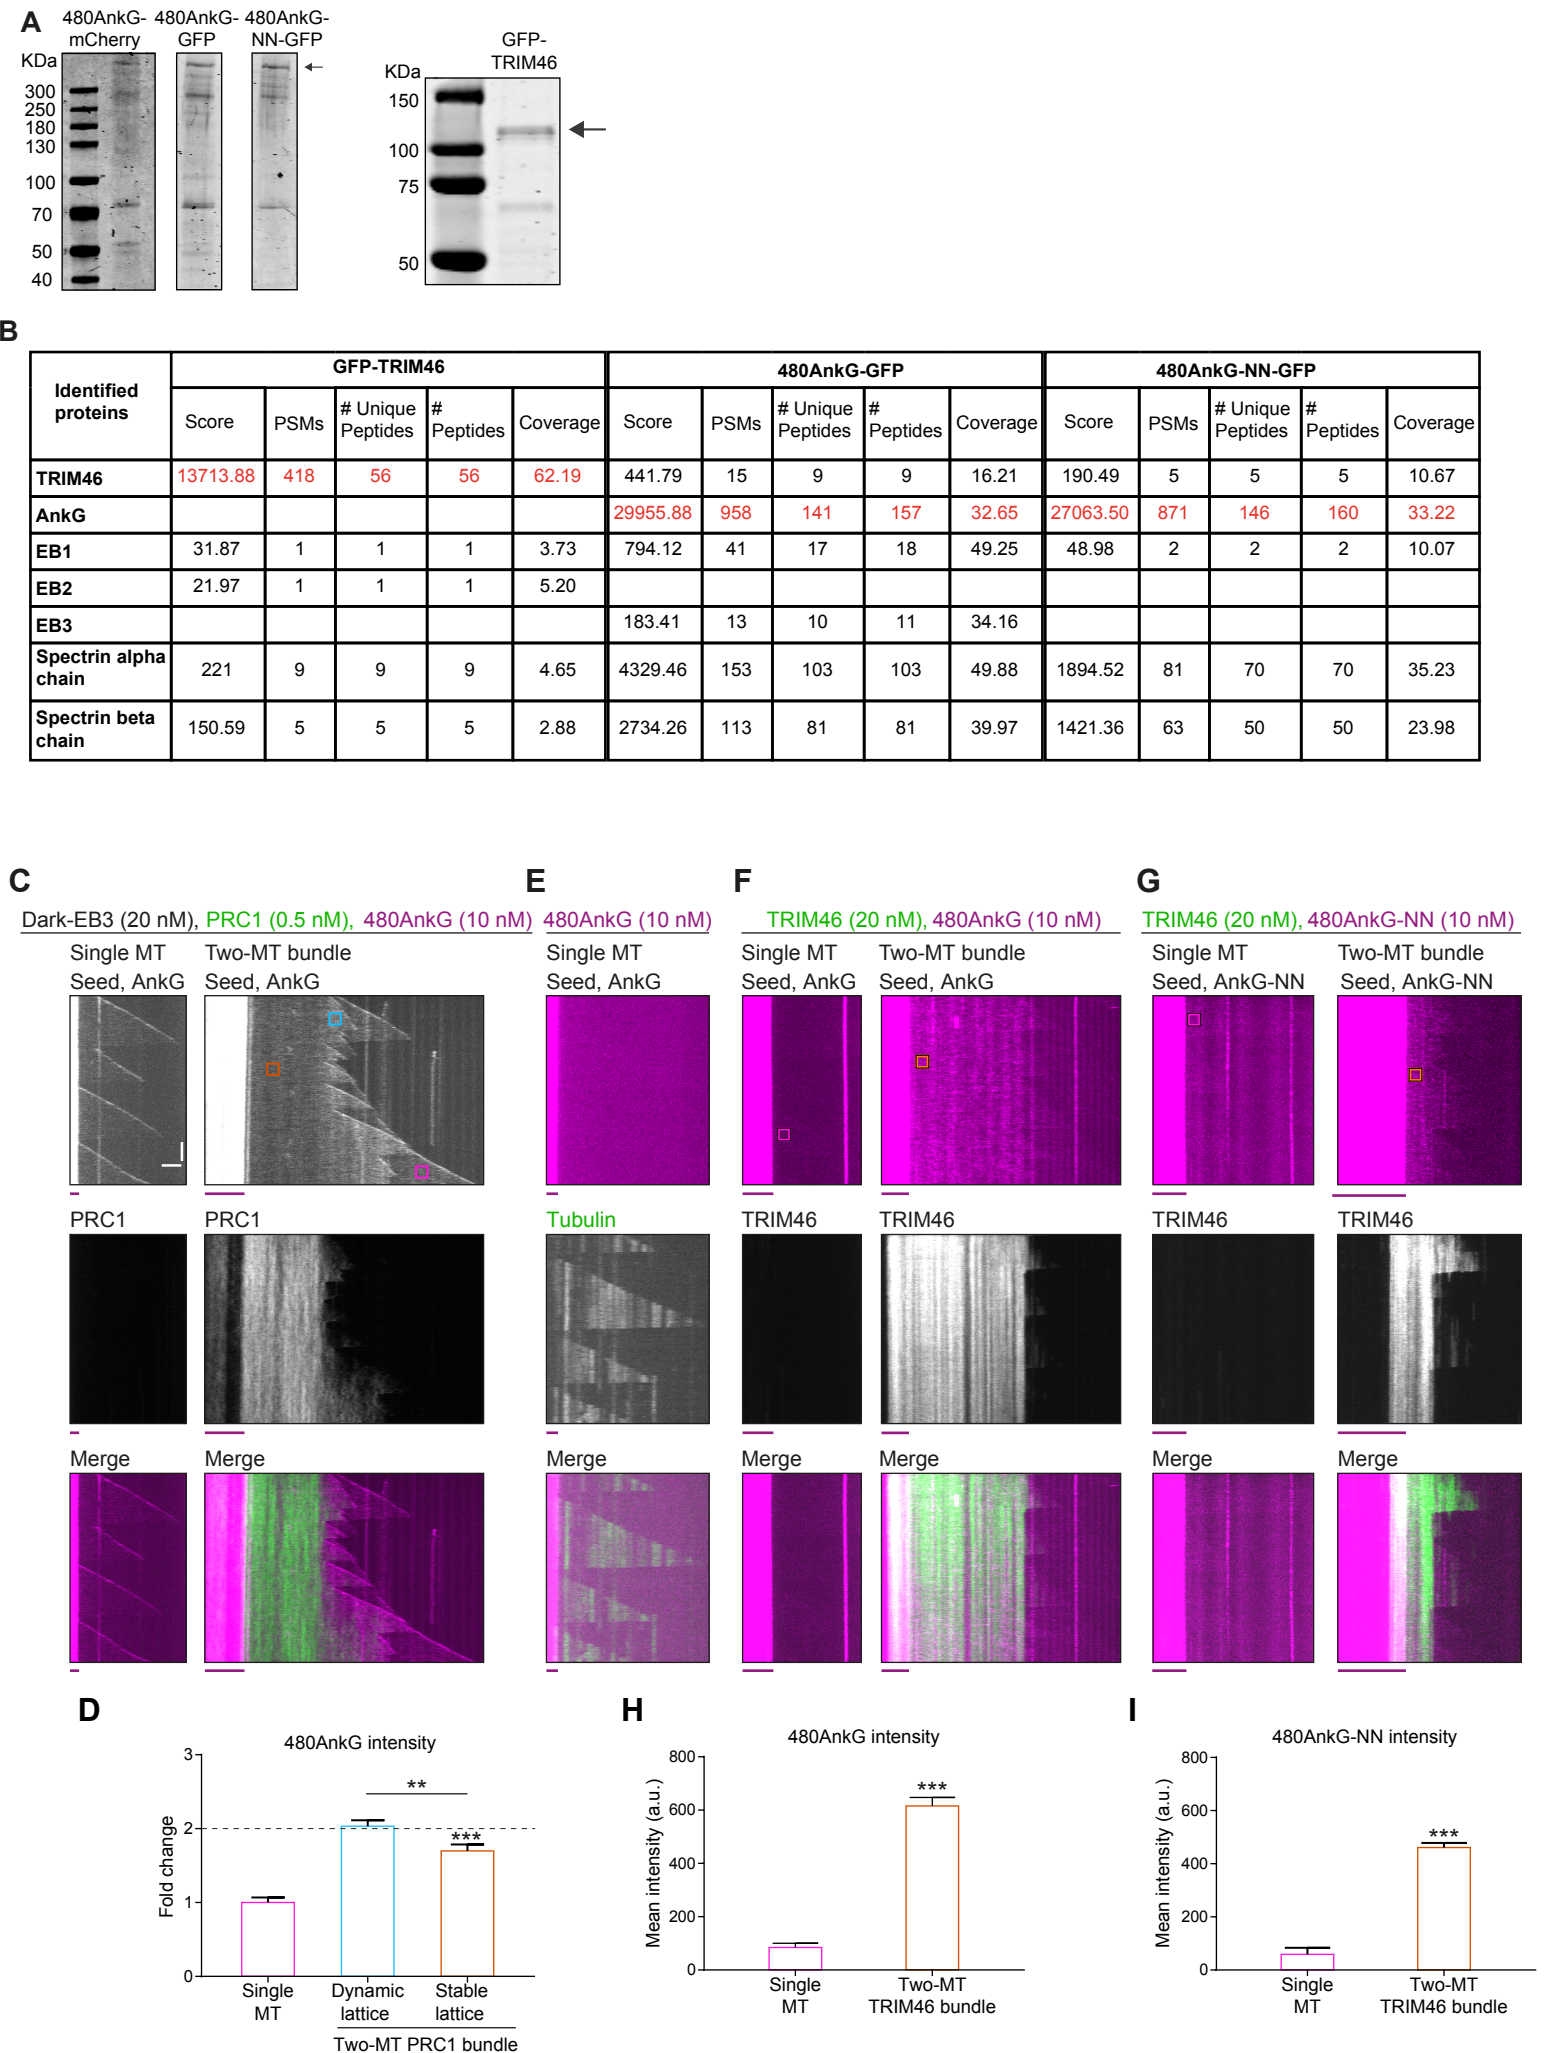 A
480AnkG-mCherry 480AnkG-GFP 480AnkG-NN-GFP
KDa
300
250
180
130
100
70
50
40
GFP-TRIM46
KDa
150
100
75
50
B
Identified proteins GFP-TRIM46 480AnkG-GFP 480AnkG-NN-GFP
Score PSMs # Unique Peptides # Peptides Coverage Score PSMs # Unique Peptides # Peptides Coverage Score PSMs # Unique Peptides # Peptides Coverage
TRIM46 13713.88 418 56 56 62.19 441.79 15 9 9 16.21 190.49 5 5 5 10.67
AnkG 29955.88 958 141 157 32.65 27063.50 871 146 160 33.22
EB1 31.87 1 1 1 3.73 794.12 41 17 18 49.25 48.98 2 2 2 10.07
EB2 21.97 1 1 1 5.20
EB3 183.41 13 10 11 34.16
Spectrin alpha chain 221 9 9 9 4.65 4329.46 153 103 103 49.88 1894.52 81 70 70 35.23
Spectrin beta chain 150.59 5 5 5 2.88 2734.26 113 81 81 39.97 1421.36 63 50 50 23.98
C
Dark-EB3 (20 nM), PRC1 (0.5 nM), 480AnkG (10 nM)
Single MT Two-MT bundle
Seed, AnkG Seed, AnkG
PRC1 PRC1
Merge Merge
E
480AnkG (10 nM)
Single MT
Seed, AnkG
Tubulin
Merge
F
TRIM46 (20 nM), 480AnkG (10 nM)
Single MT Two-MT bundle
Seed, AnkG Seed, AnkG
TRIM46 TRIM46
Merge Merge
G
TRIM46 (20 nM), 480AnkG-NN (10 nM)
Single MT Two-MT bundle
Seed, AnkG-NN Seed, AnkG-NN
TRIM46 TRIM46
Merge Merge
D
480AnkG intensity
Fold change
3
2
1
0
**
***
Single MT Dynamic lattice Stable lattice
Two-MT PRC1 bundle
H
480AnkG intensity
Mean intensity (a.u.)
800
600
400
200
0
***
Single MT Two-MT TRIM46 bundle
I
480AnkG-NN intensity
Mean intensity (a.u.)
800
600
400
200
0
***
Single MT Two-MT TRIM46 bundle